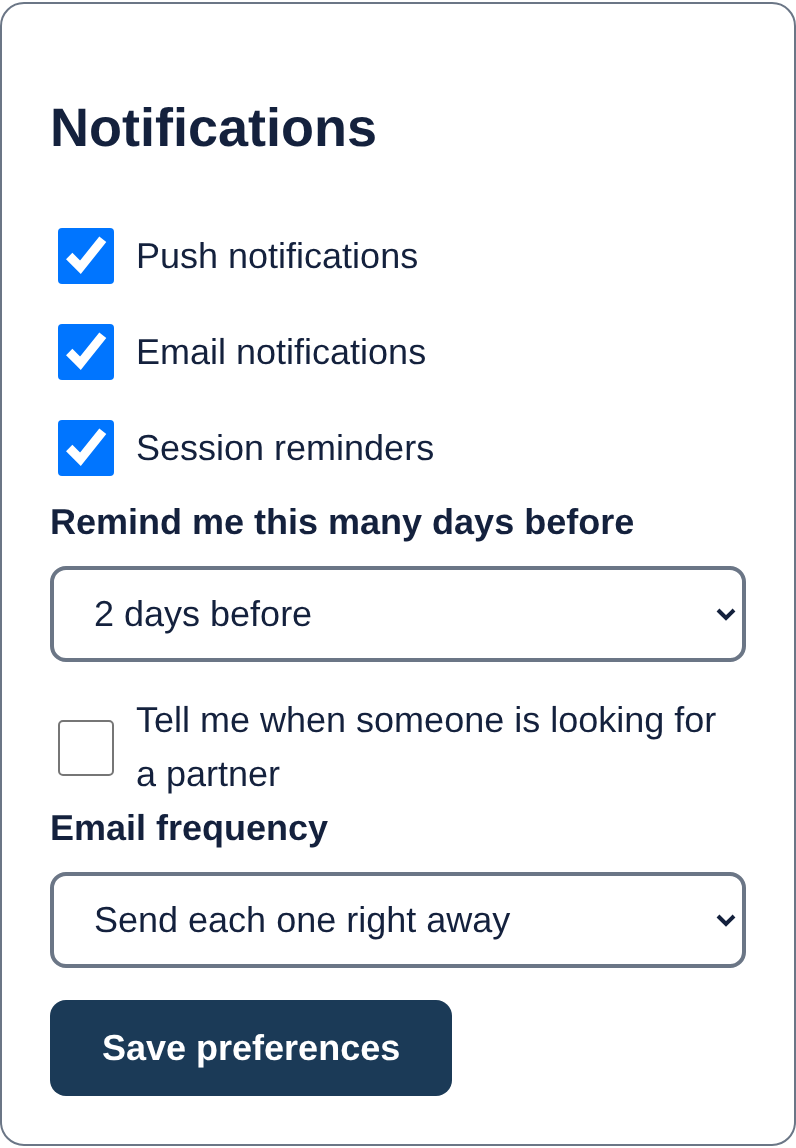 Notifications
Push notifications
Email notifications
Session reminders
Remind me this many days before
2 days before
Tell me when someone is looking for
a partner
Email frequency
Send each one right away
Save preferences